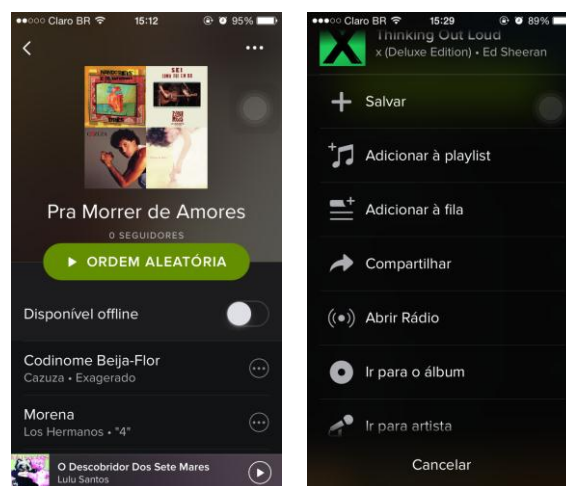 Claro BR 15:12 95%
Pra Morrer de Amores
0 SEGUIDORES
ORDEM ALEATÓRIA
Disponível offline
Codinome Beija-Flor
Cazuza • Exagerado
Morena
Los Hermanos • "4"
O Descobridor Dos Sete Mares
Lulu Santos
Claro BR 15:29 89%
Thinking Out Loud
x (Deluxe Edition) • Ed Sheeran
Salvar
Adicionar à playlist
Adicionar à fila
Compartilhar
Abrir Rádio
Ir para o álbum
Ir para artista
Cancelar